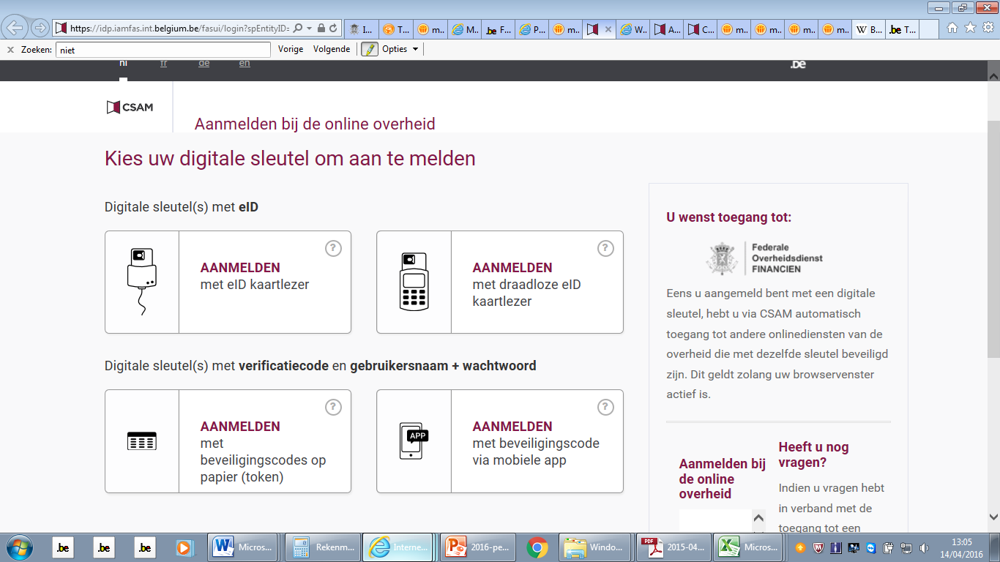 https://idp.iamfas.int.belgium.be/fasui/login?spEntityID=
I...
T...
m...
M...
.be F...
P...
m...
W...
A...
C...
m...
m...
m...
m...
W B...
.be T...
x Zoeken: niet Vorige Volgende Opties
nl fr de en .be
CSAM
Aanmelden bij de online overheid
Kies uw digitale sleutel om aan te melden
Digitale sleutel(s) met eID
?
AANMELDEN
met eID kaartlezer
?
AANMELDEN
met draadloze eID
kaartlezer
Digitale sleutel(s) met verificatiecode en gebruikersnaam + wachtwoord
?
AANMELDEN
met
beveiligingscodes op
papier (token)
APP
?
AANMELDEN
met beveiligingscode
via mobiele app
U wenst toegang tot:
Federale
Overheidsdienst
FINANCIEN
Eens u aangemeld bent met een digitale
sleutel, hebt u via CSAM automatisch
toegang tot andere onlinediensten van de
overheid die met dezelfde sleutel beveiligd
zijn. Dit geldt zolang uw browservenster
actief is.
Aanmelden bij
de online
overheid
Heeft u nog
vragen?
Indien u vragen hebt
in verband met de
toegang tot een
.be
.be
.be
Micros...
Rekenm...
Interne...
2016-pe...
Windo...
PDF
2015-04...
Micros...
13:05
14/04/2016